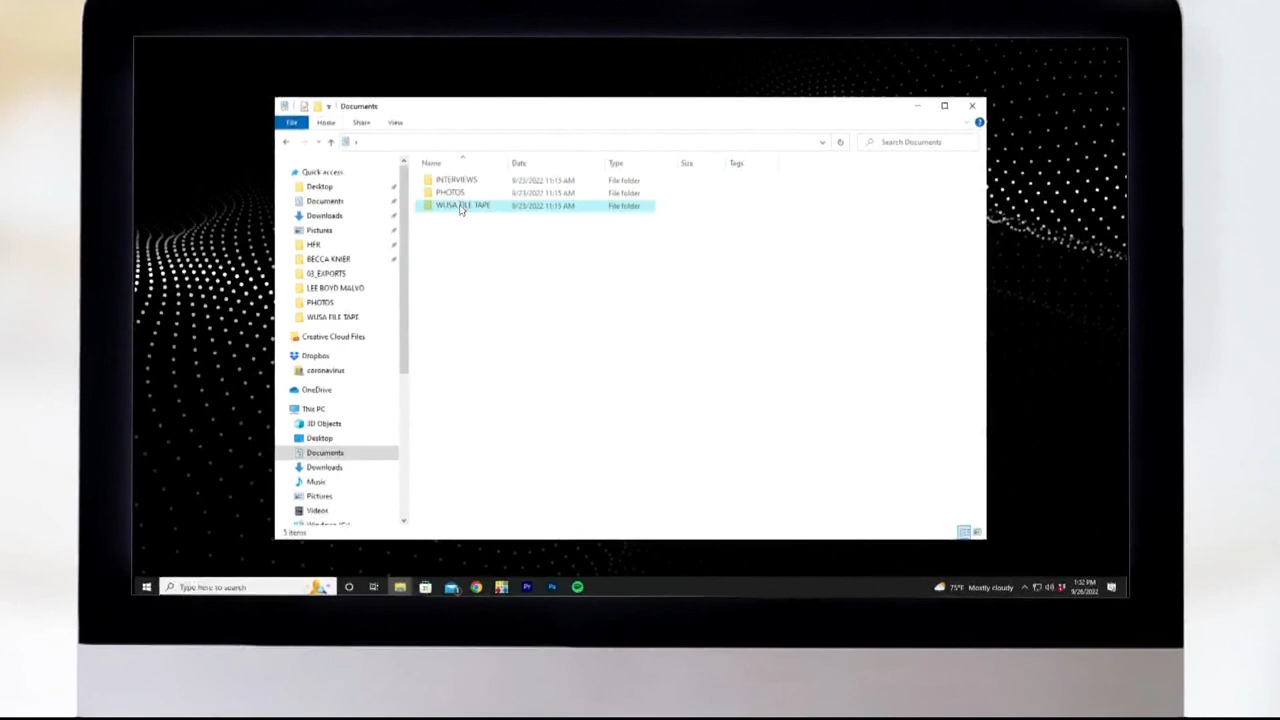 Documents
File Home Share View
Search Documents
Name Date Type Size Tags
INTERVIEWS 9/23/2022 11:15 AM File folder
PHOTOS 9/23/2022 11:15 AM File folder
WUSA FILE TAPE 9/23/2022 11:15 AM File folder
Quick access
Desktop
Documents
Downloads
Pictures
HFR
BECCA KNIER
03_EXPORTS
LEE BOYD MALVO
PHOTOS
WUSA FILE TAPE
Creative Cloud Files
Dropbox
coronavirus
OneDrive
This PC
3D Objects
Desktop
Documents
Downloads
Music
Pictures
Videos
items
Type here to search
Pr
Ps
75°F Mostly cloudy
1:32 PM
9/26/2022